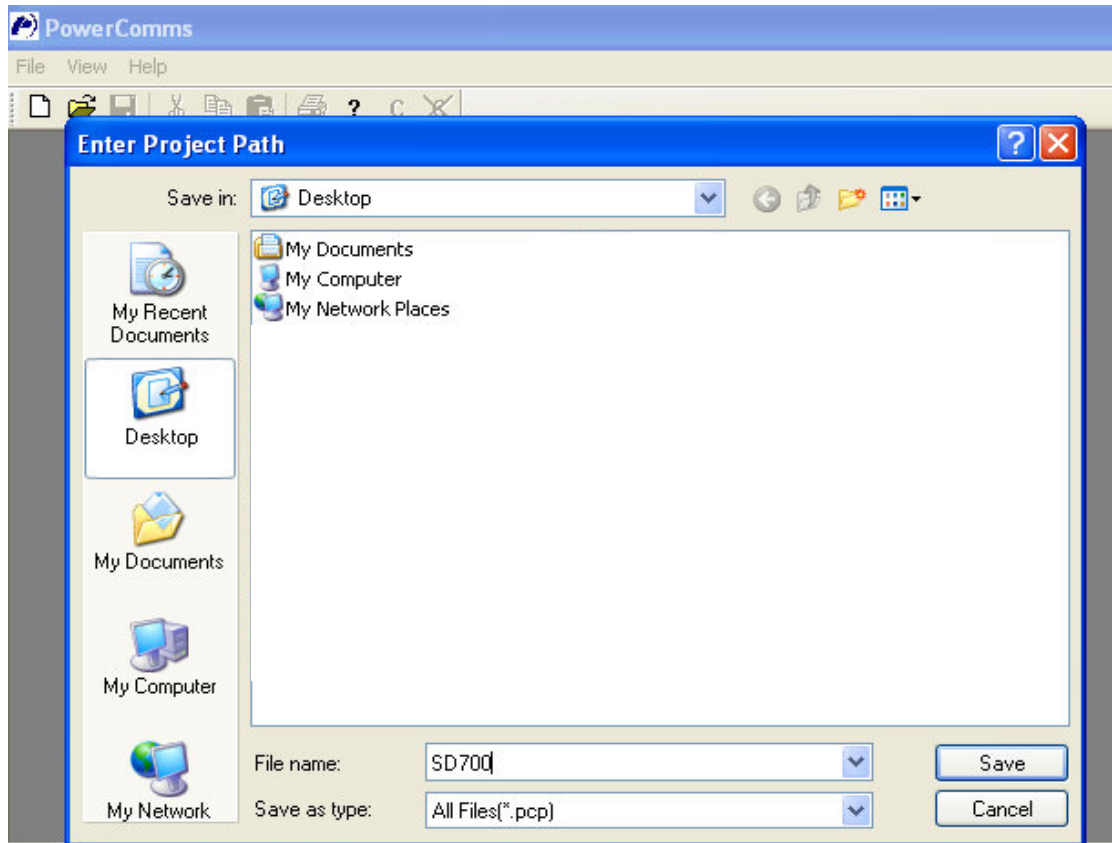 PowerComms
File View Help
? C
Enter Project Path
?
Save in: Desktop
My Documents
My Computer
My Network Places
My Recent
Documents
Desktop
My Documents
My Computer
My Network
File name: SD700 Save
Save as type: All Files(*.pcp) Cancel